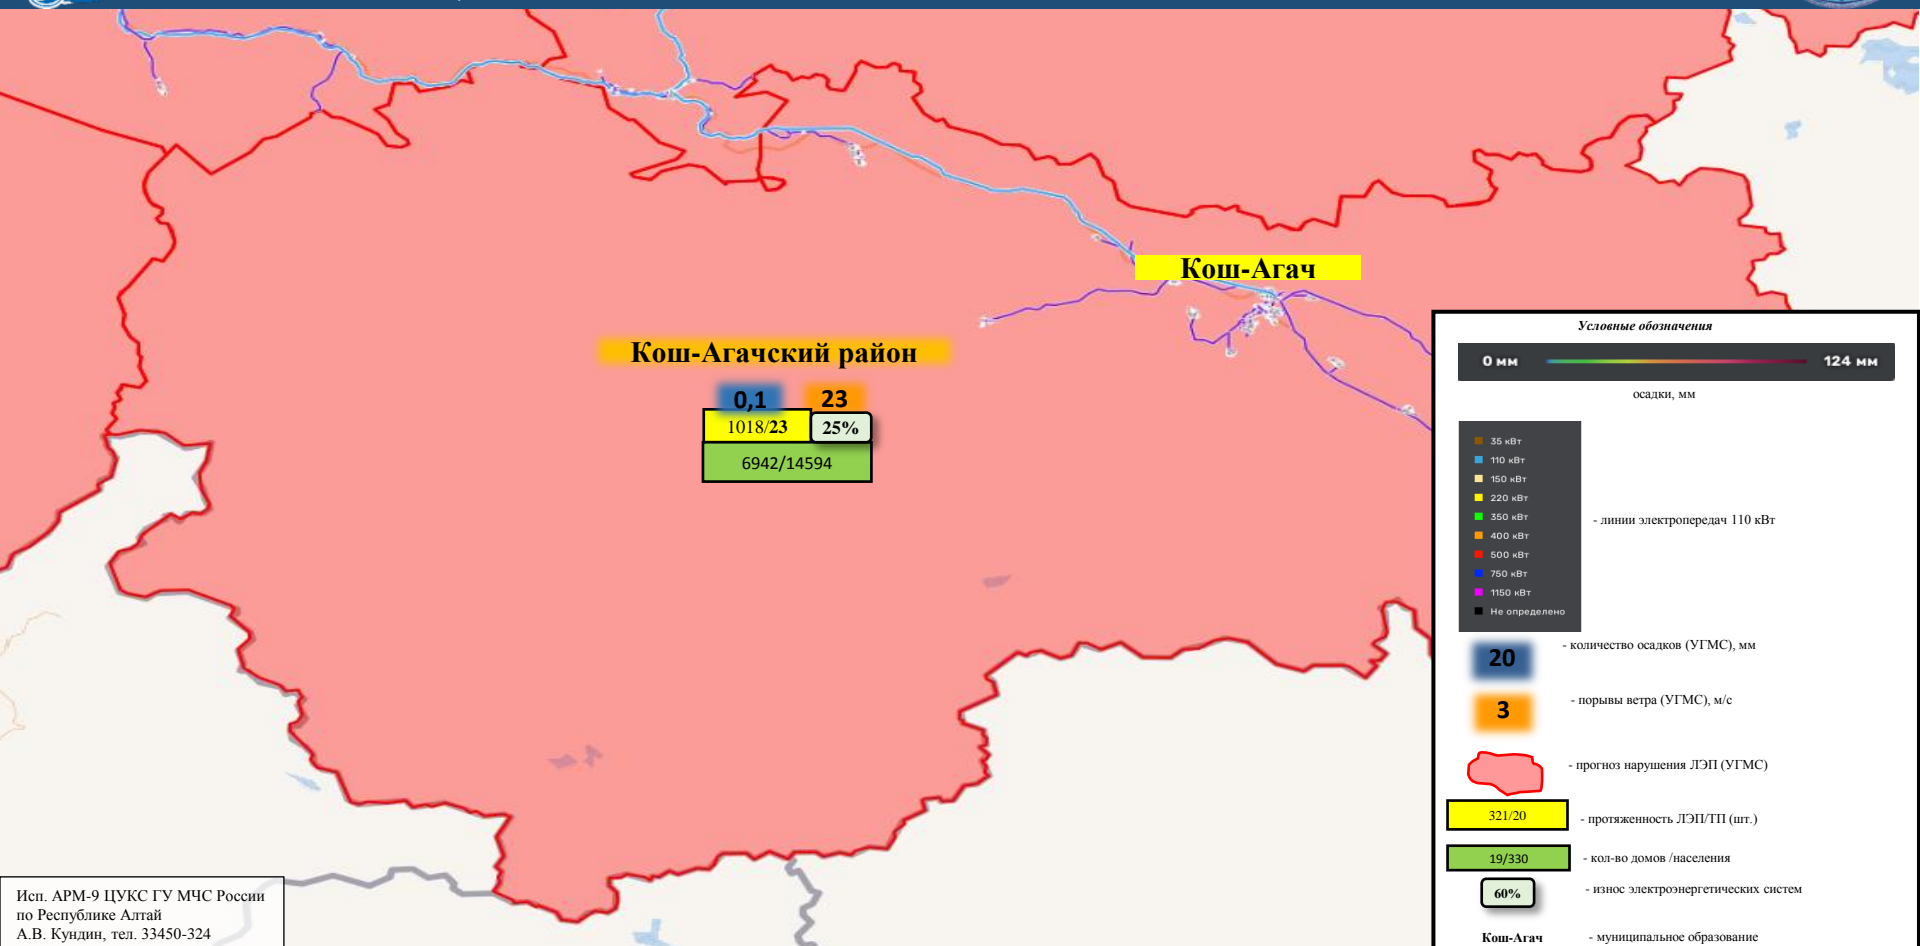 Кош-Агач
Кош-Агачский район
0,1
23
1018/23
25%
6942/14594
Условные обозначения
0 мм
124 мм
осадки, мм
35 кВт
110 кВт
150 кВт
220 кВт
350 кВт
400 кВт
500 кВт
750 кВт
1150 кВт
Не определено
- линии электропередач 110 кВт
20
- количество осадков (УГМС), мм
3
- порывы ветра (УГМС), м/с
- прогноз нарушения ЛЭП (УГМС)
321/20
- протяженность ЛЭП/ТП (шт.)
19/330
- кол-во домов /населения
60%
- износ электроэнергетических систем
Кош-Агач
- муниципальное образование
Исп. АРМ-9 ЦУКС ГУ МЧС России
по Республике Алтай
А.В. Кундин, тел. 33450-324